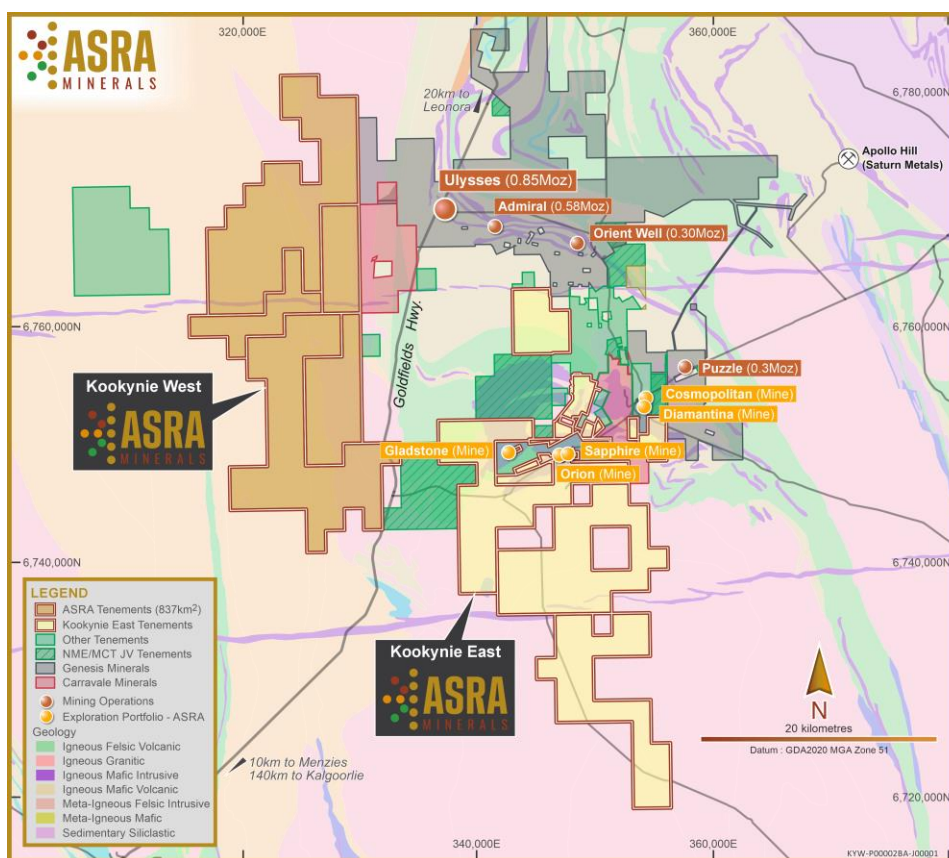 ASRA
MINERALS
320,000E
360,000E
6,780,000N
20km to
Leonora
Apollo Hill
(Saturn Metals)
Ulysses (0.85Moz)
Admiral (0.58Moz)
Orient Well (0.30Moz)
6,760,000N
6,760,000N
Goldfields Hwy.
Puzzle (0.3Moz)
Kookynie West
ASRA
MINERALS
Cosmopolitan (Mine)
Diamantina (Mine)
Gladstone (Mine)
Sapphire (Mine)
Orion (Mine)
6,740,000N
6,740,000N
LEGEND
ASRA Tenements (837km²)
Kookynie East Tenements
Other Tenements
NME/MCT JV Tenements
Genesis Minerals
Carravale Minerals
Mining Operations
Exploration Portfolio - ASRA
Geology
Igneous Felsic Volcanic
Igneous Granitic
Igneous Mafic Intrusive
Igneous Mafic Volcanic
Meta-Igneous Felsic Intrusive
Meta-Igneous Mafic
Sedimentary Siliclastic
Kookynie East
ASRA
MINERALS
N
20 kilometres
Datum : GDA2020 MGA Zone 51
10km to Menzies
140km to Kalgoorlie
6,720,000N
340,000E
360,000E
KYW-P000028A-J00001